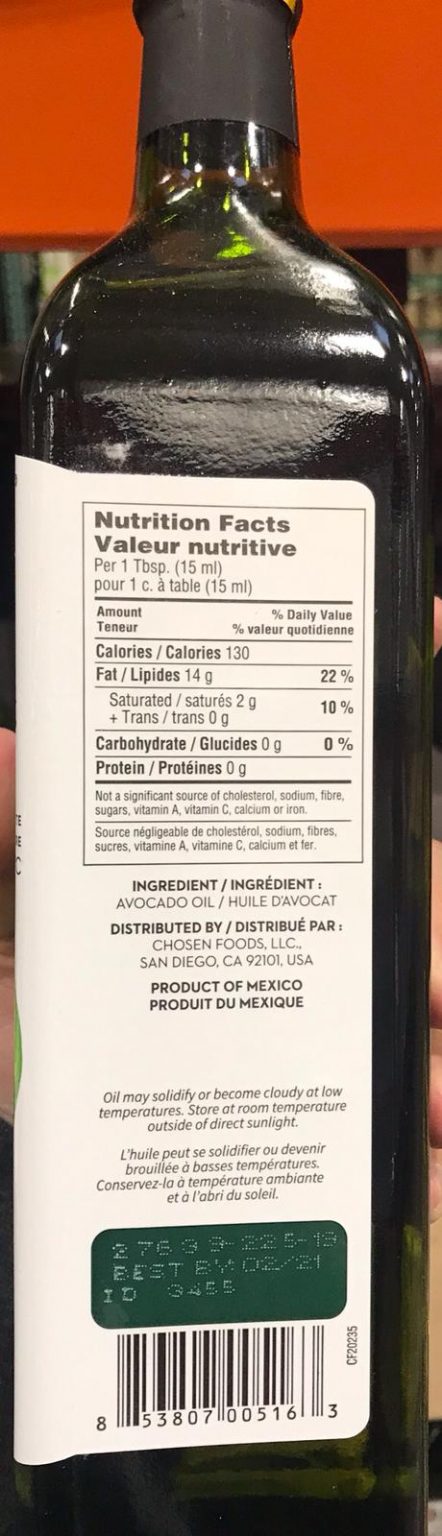 Nutrition Facts
Valeur nutritive
Per 1 Tbsp. (15 ml)
pour 1 c. à table (15 ml)
Amount % Daily Value
Teneur % valeur quotidienne
Calories / Calories 130
Fat / Lipides 14 g 22 %
Saturated / saturés 2 g 10 %
+ Trans / trans 0 g
Carbohydrate / Glucides 0 g 0 %
Protein / Protéines 0 g
Not a significant source of cholesterol, sodium, fibre,
sugars, vitamin A, vitamin C, calcium or iron.
Source négligeable de cholestérol, sodium, fibres,
sucres, vitamine A, vitamine C, calcium et fer.
INGREDIENT / INGRÉDIENT :
AVOCADO OIL / HUILE D'AVOCAT
DISTRIBUTED BY / DISTRIBUÉ PAR :
CHOSEN FOODS, LLC.,
SAN DIEGO, CA 92101, USA
PRODUCT OF MEXICO
PRODUIT DU MEXIQUE
Oil may solidify or become cloudy at low
temperatures. Store at room temperature
outside of direct sunlight.
L'huile peut se solidifier ou devenir
brouillée à basses températures.
Conservez-la à température ambiante
et à l'abri du soleil.
BEST BY: 02/21
ID 3455
CF20235
8 53807 00516 3